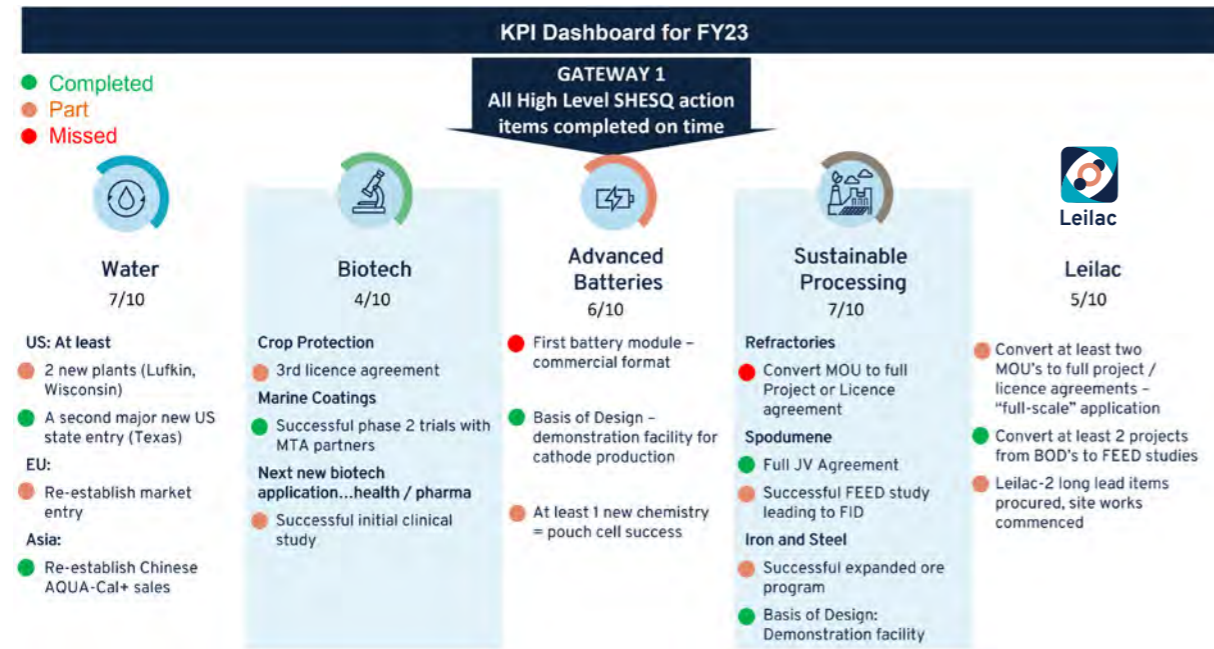 KPI Dashboard for FY23
GATEWAY 1
All High Level SHESQ action
items completed on time
Completed
Part
Missed
Water
7/10
US: At least
2 new plants (Lufkin,
Wisconsin)
A second major new US
state entry (Texas)
EU:
Re-establish market
entry
Asia:
Re-establish Chinese
AQUA-Cal+ sales
Biotech
4/10
Crop Protection
3rd licence agreement
Marine Coatings
Successful phase 2 trials with
MTA partners
Next new biotech
application...health / pharma
Successful initial clinical
study
Advanced
Batteries
6/10
First battery module –
commercial format
Basis of Design –
demonstration facility for
cathode production
At least 1 new chemistry
= pouch cell success
Sustainable
Processing
7/10
Refractories
Convert MOU to full
Project or Licence
agreement
Spodumene
Full JV Agreement
Successful FEED study
leading to FID
Iron and Steel
Successful expanded ore
program
Basis of Design:
Demonstration facility
Leilac
Leilac
5/10
Convert at least two
MOU's to full project /
licence agreements –
"full-scale" application
Convert at least 2 projects
from BOD's to FEED studies
Leilac-2 long lead items
procured, site works
commenced